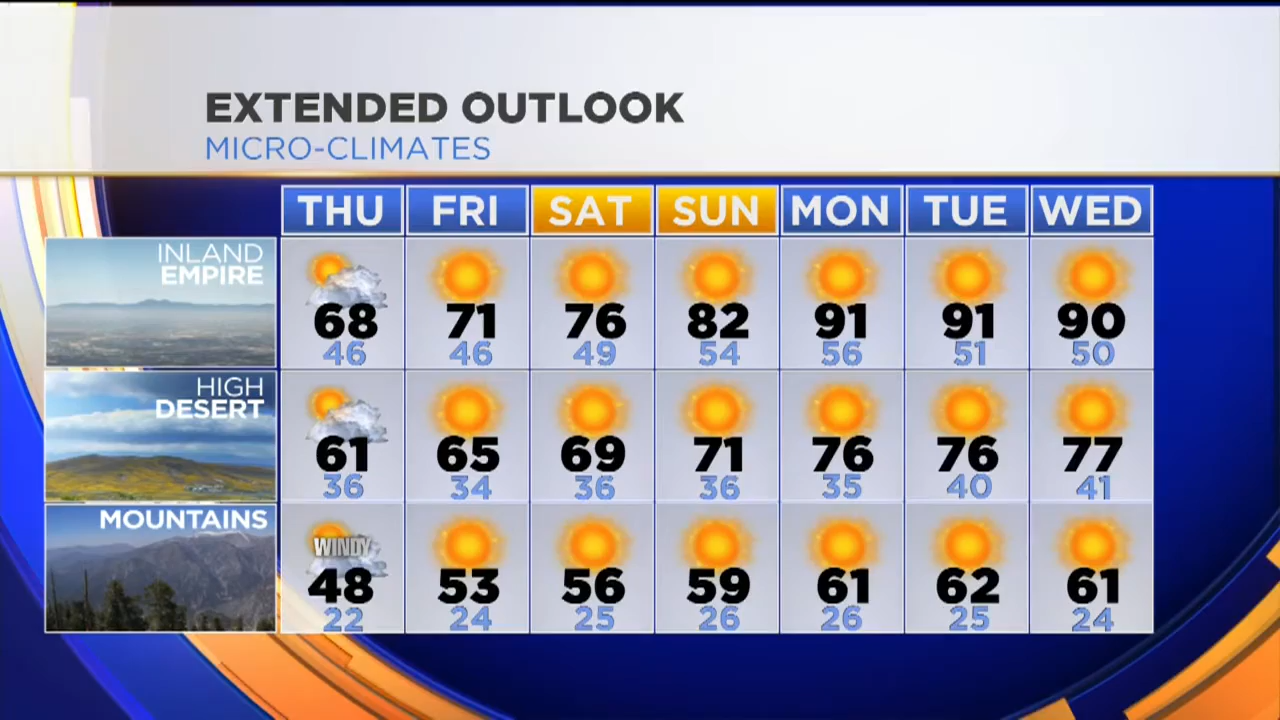 EXTENDED OUTLOOK
MICRO-CLIMATES
THU FRI SAT SUN MON TUE WED
INLAND
EMPIRE
68 71 76 82 91 91 90
46 46 49 54 56 51 50
HIGH
DESERT
61 65 69 71 76 76 77
36 34 36 36 35 40 41
MOUNTAINS
WINDY
48 53 56 59 61 62 61
22 24 25 26 26 25 24